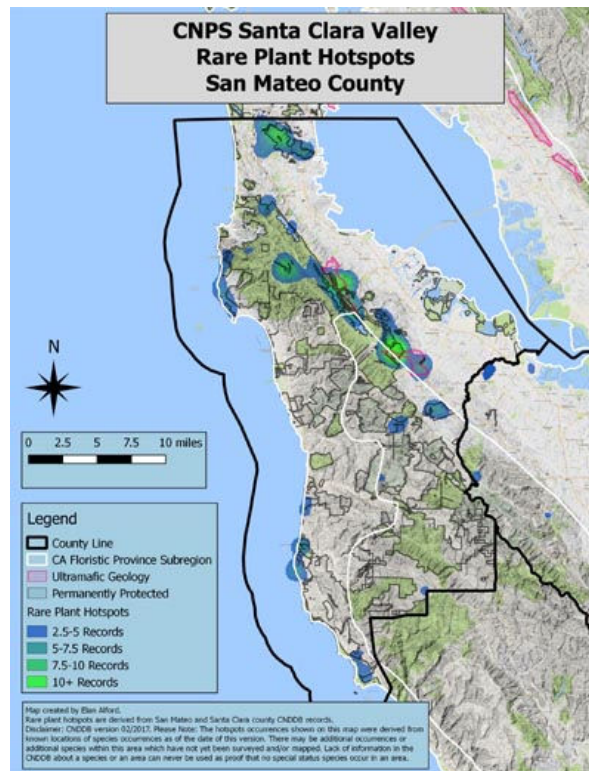 CNPS Santa Clara Valley
Rare Plant Hotspots
San Mateo County
N
0 2.5 5 7.5 10 miles
Legend
County Line
CA Floristic Province Subregion
Ultramafic Geology
Permanently Protected
Rare Plant Hotspots
2.5-5 Records
5-7.5 Records
7.5-10 Records
10+ Records
Map created by Elan Alford.
Rare plant hotspots are derived from San Mateo and Santa Clara county CNDDB records.
Disclaimer: CNDDB version 02/2017. Please Note: The hotspots occurrences shown on this map were derived from
known locations of species occurrences as of the date of this version. There may be additional occurrences or
additional species within this area which have not yet been surveyed and/or mapped. Lack of information in the
CNDDB about a species or an area can never be used as proof that no special status species occur in an area.